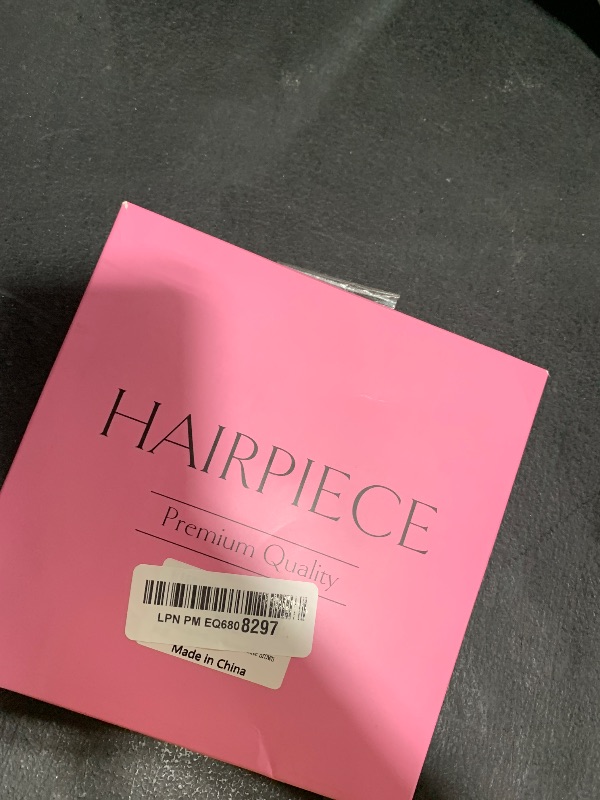 HAIRPIECE
Premium Quality
LPN PM EQ6808297
Made in China